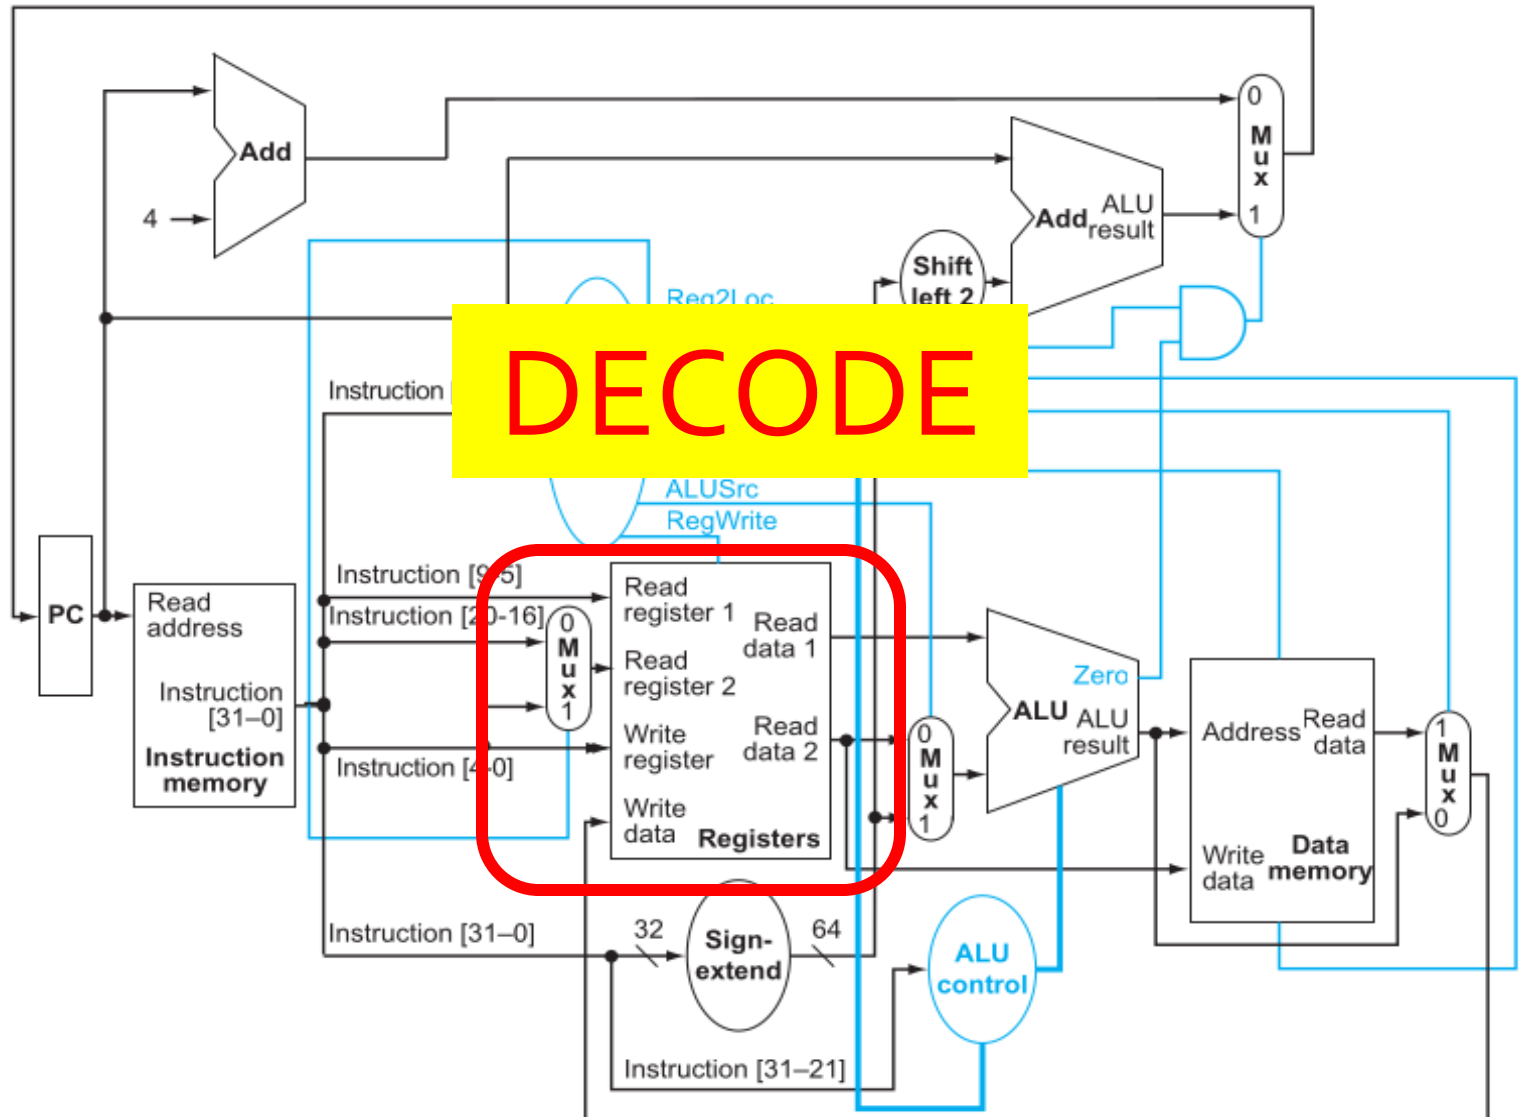 0
Mux
1
Add
4
Add
ALU
result
Shift
left 2
Reg2Loc
DECODE
Instruction [
ALUSrc
RegWrite
PC
Read
address
Instruction
[31–0]
Instruction
memory
Instruction [9-5]
Instruction [20-16]
Instruction [4-0]
0
Mux
1
Read
register 1
Read
register 2
Write
register
Write
data
Read
data 1
Read
data 2
Registers
0
Mux
1
Zero
ALU
ALU
result
Address
Read
data
Write
data
Data
memory
1
Mux
0
Instruction [31–0]
32
Sign-
extend
64
ALU
control
Instruction [31–21]